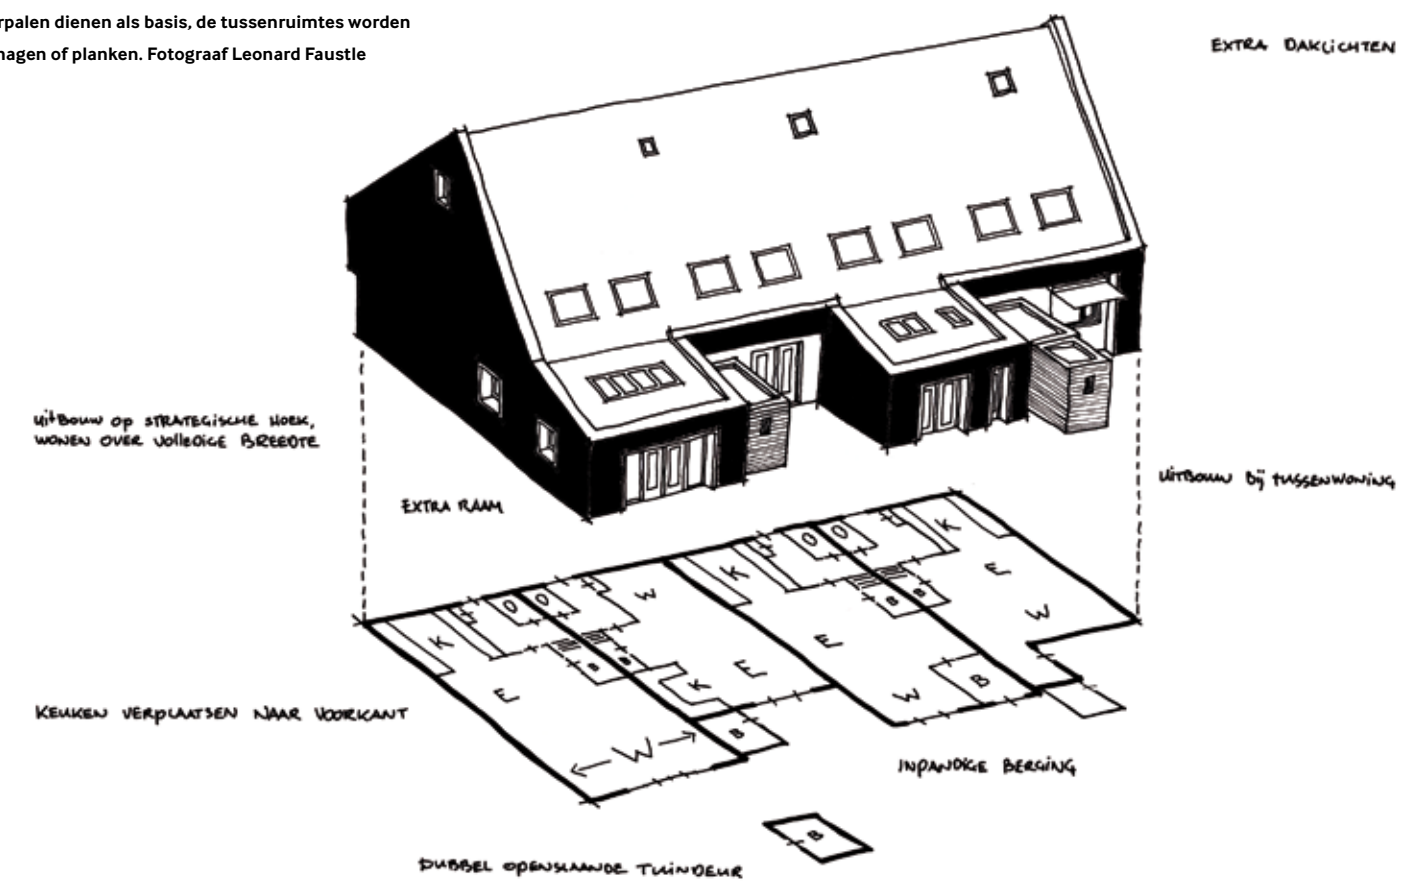 rpalen dienen als basis, de tussenruimtes worden
hagen of planken. Fotograaf Leonard Faustle
EXTRA DAKLICHTEN
UITBOUW OP STRATEGISCHE HOEK,
WONEN OVER VOLLEDIGE BREEDTE
EXTRA RAAM
UITBOUW BIJ TUSSENWONING
K
O
O
W
K
O
O
K
E
B
B
K
E
E
B
B
E
W
KEUKEN VERPLAATSEN NAAR VOORKANT
W
B
W
B
INPANDIGE BERGING
B
DUBBEL OPENSLAANDE TUINDEUR